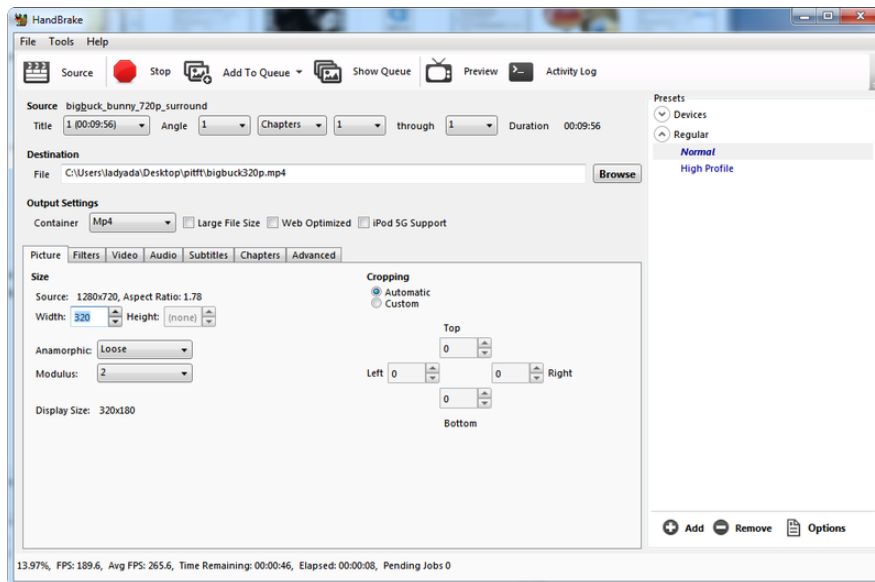 HandBrake
File Tools Help
Source Stop Add To Queue Show Queue Preview Activity Log
Source bigbuck_bunny_720p_surround
Title 1 (00:09:56) Angle 1 Chapters 1 through 1 Duration 00:09:56
Destination
File C:\Users\ladyada\Desktop\pitft\bigbuck320p.mp4 Browse
Output Settings
Container Mp4 Large File Size Web Optimized iPod 5G Support
Picture Filters Video Audio Subtitles Chapters Advanced
Size
Source: 1280x720, Aspect Ratio: 1.78
Width: 320 Height: (none)
Anamorphic: Loose
Modulus: 2
Display Size: 320x180
Cropping
Automatic
Custom
Top
0
Left 0 0 Right
0
Bottom
Presets
Devices
Regular
Normal
High Profile
Add Remove Options
13.97%, FPS: 189.6, Avg FPS: 265.6, Time Remaining: 00:00:46, Elapsed: 00:00:08, Pending Jobs 0